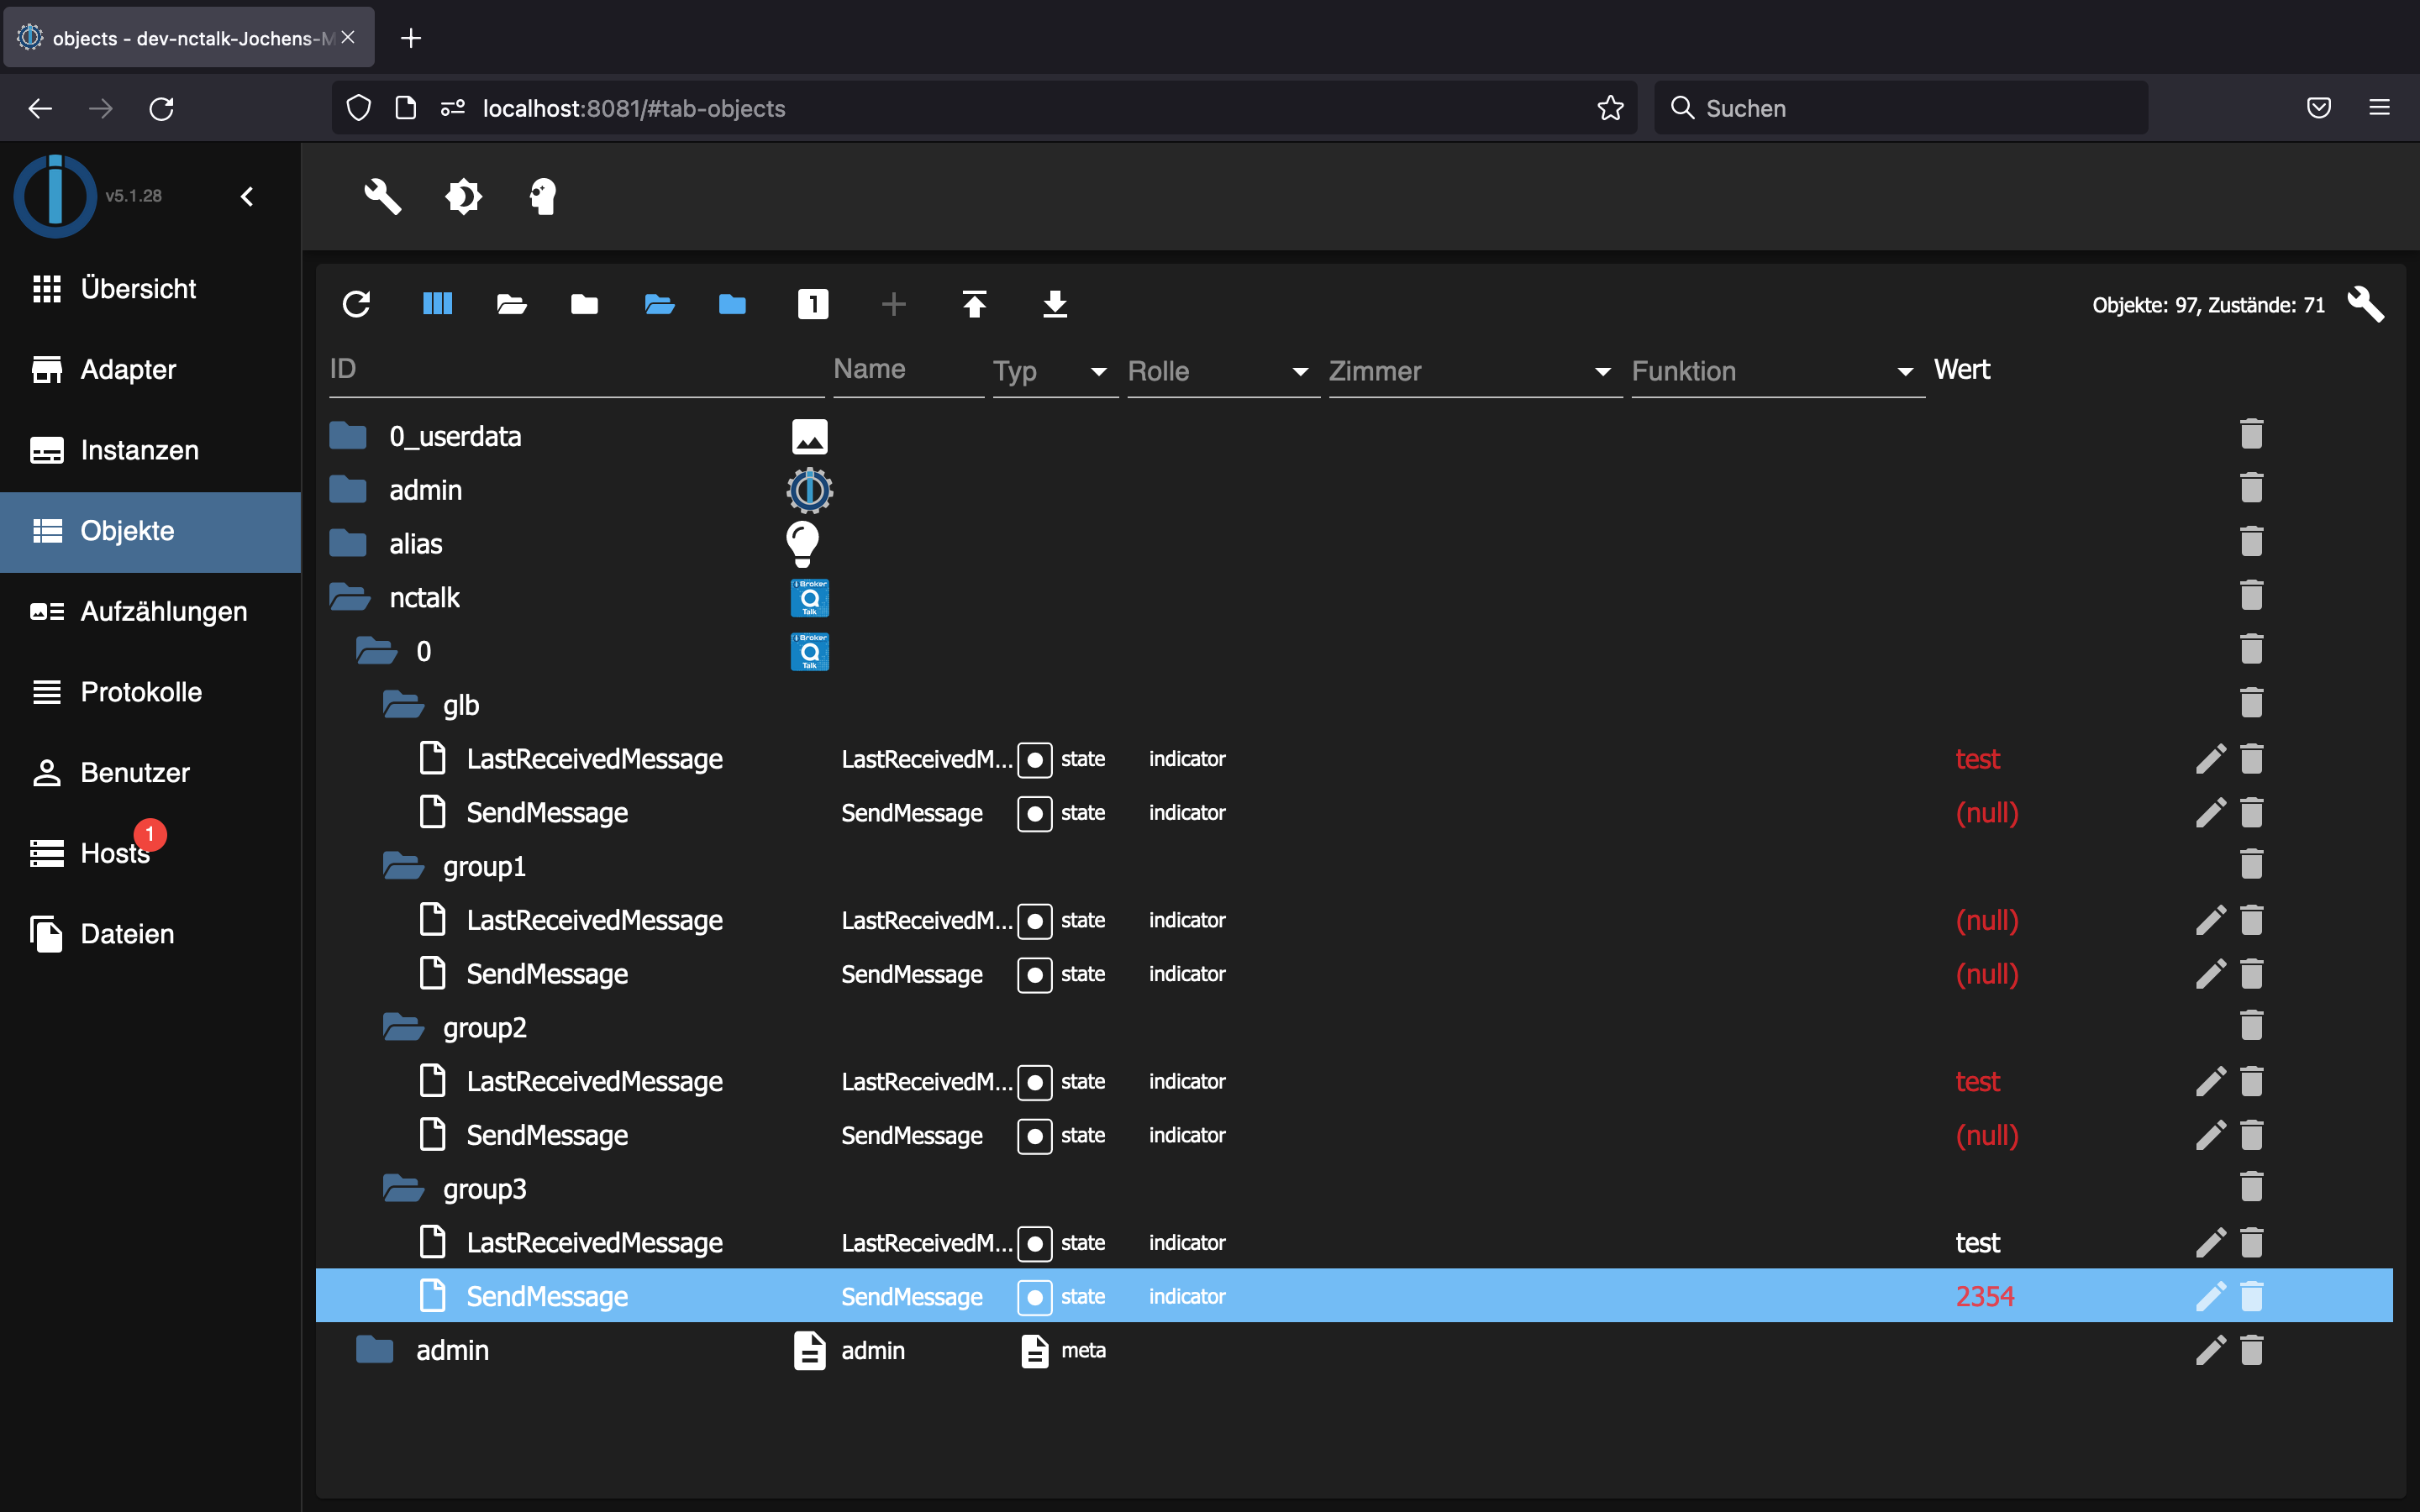 objects - dev-nctalk-Jochens-M
localhost:8081/#tab-objects
Suchen
v5.1.28
Übersicht
Adapter
Instanzen
Objekte
Aufzählungen
Protokolle
Benutzer
Hosts
1
Dateien
1
Objekte: 97, Zustände: 71
ID Name Typ Rolle Zimmer Funktion Wert
0_userdata
admin
alias
nctalk
iBroker
Talk
0
iBroker
Talk
glb
LastReceivedMessage LastReceivedM... state indicator test
SendMessage SendMessage state indicator (null)
group1
LastReceivedMessage LastReceivedM... state indicator (null)
SendMessage SendMessage state indicator (null)
group2
LastReceivedMessage LastReceivedM... state indicator test
SendMessage SendMessage state indicator (null)
group3
LastReceivedMessage LastReceivedM... state indicator test
SendMessage SendMessage state indicator 2354
admin admin meta